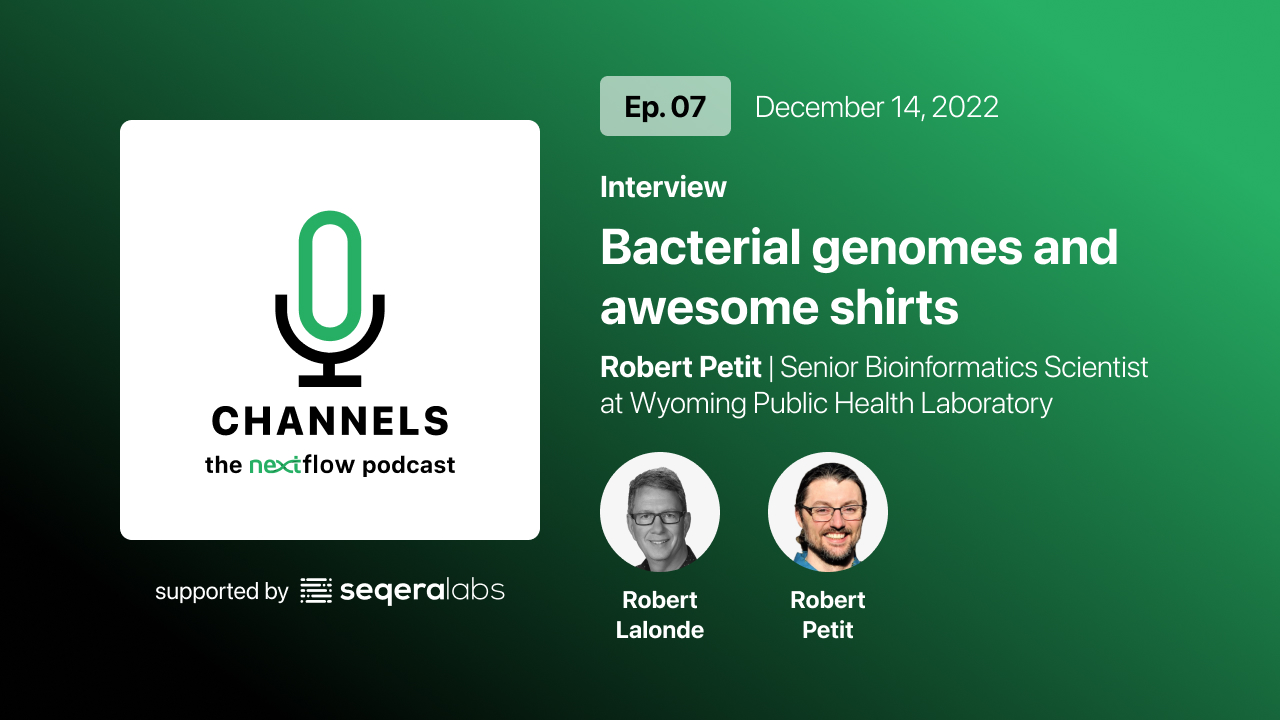 CHANNELS
the nextflow podcast
supported by seqeralabs
Ep. 07 December 14, 2022
Interview
Bacterial genomes and
awesome shirts
Robert Petit | Senior Bioinformatics Scientist
at Wyoming Public Health Laboratory
Robert
Lalonde
Robert
Petit